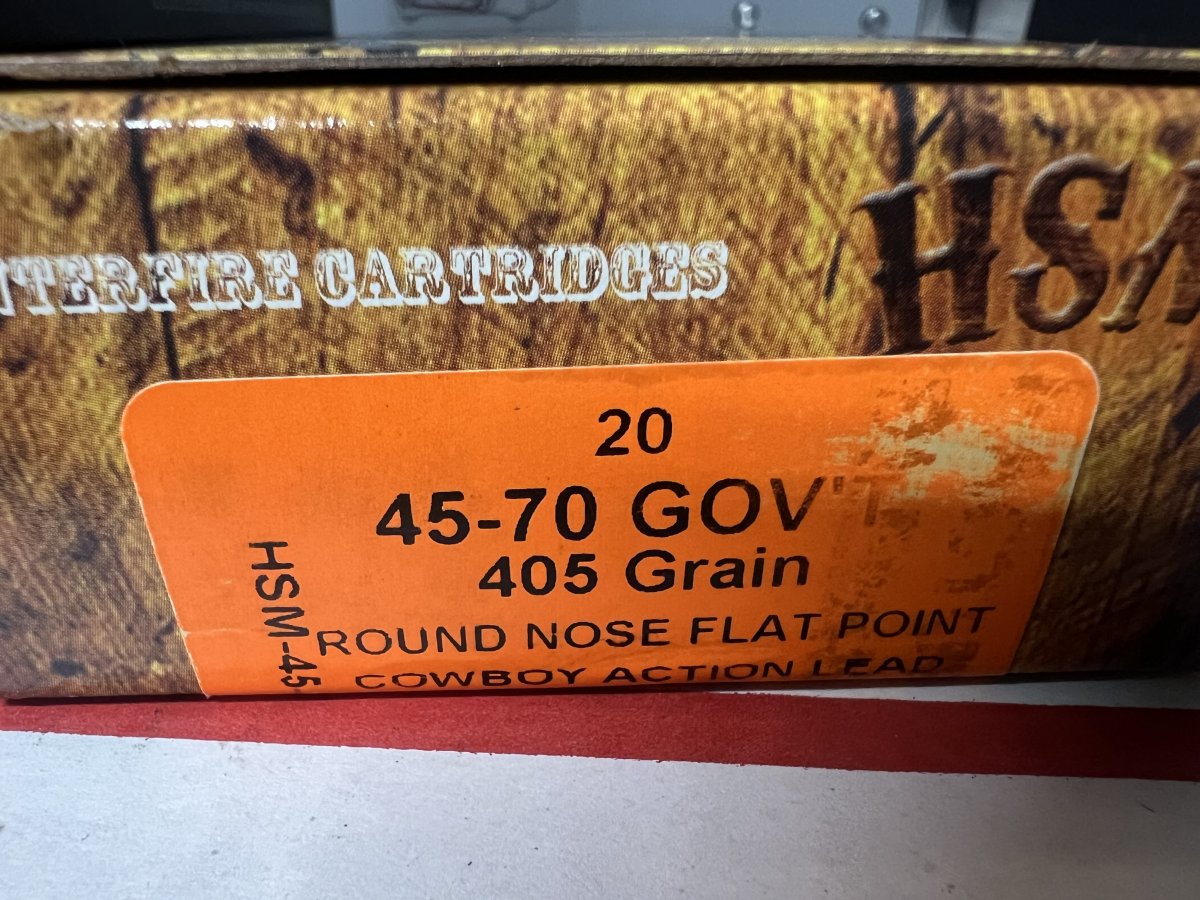 NTERFIRE CARTRIDGES
HSM
20
45-70 GOV'T
405 Grain
ROUND NOSE FLAT POINT
COWBOY ACTION LEAD
HSM-45